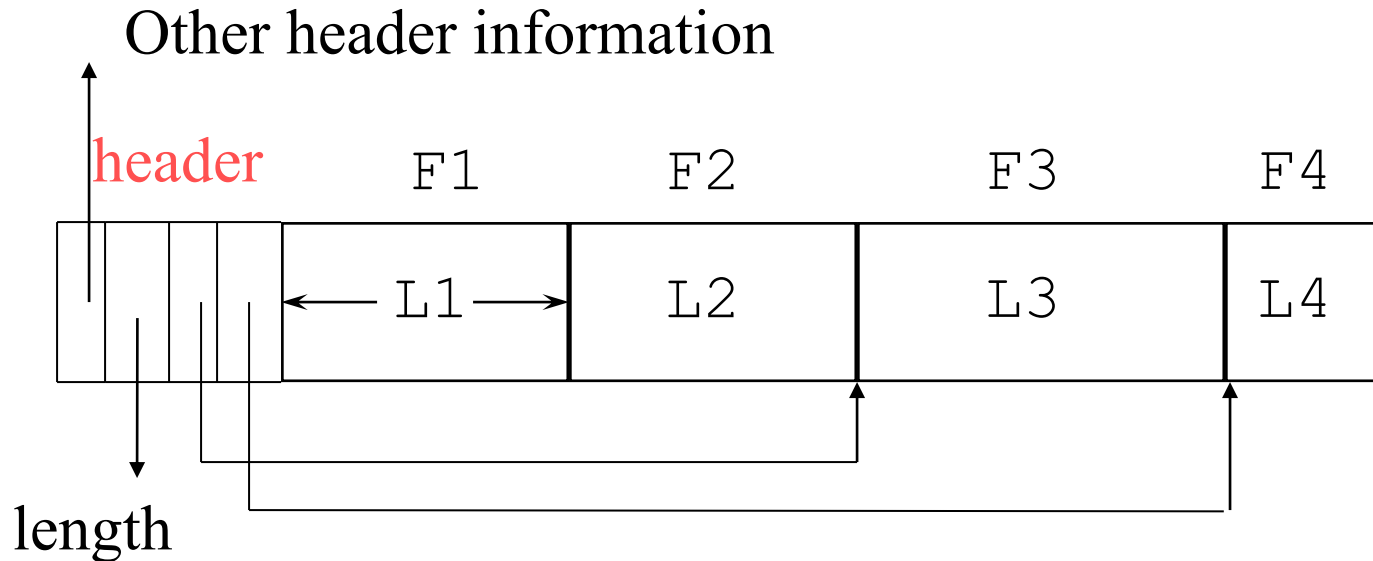 Other header information
header
F1 F2 F3 F4
L1 L2 L3 L4
length